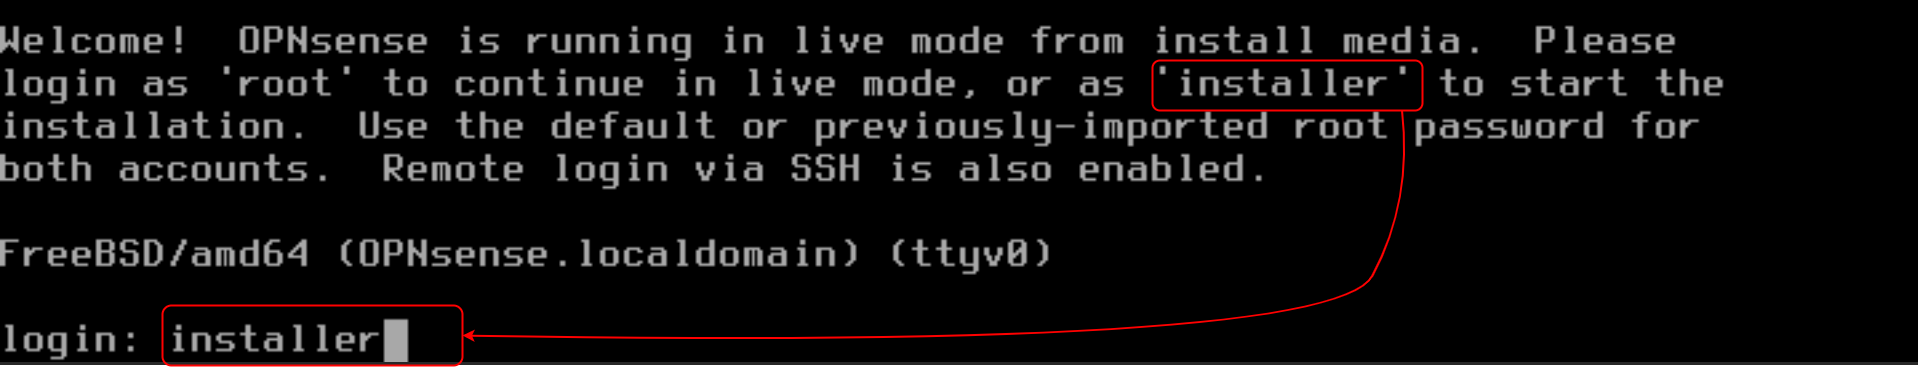 Welcome!  OPNsense is running in live mode from install media.  Please
login as 'root' to continue in live mode, or as 'installer' to start the
installation.  Use the default or previously-imported root password for
both accounts.  Remote login via SSH is also enabled.
FreeBSD/amd64 (OPNsense.localdomain) (ttyv0)
login: installer